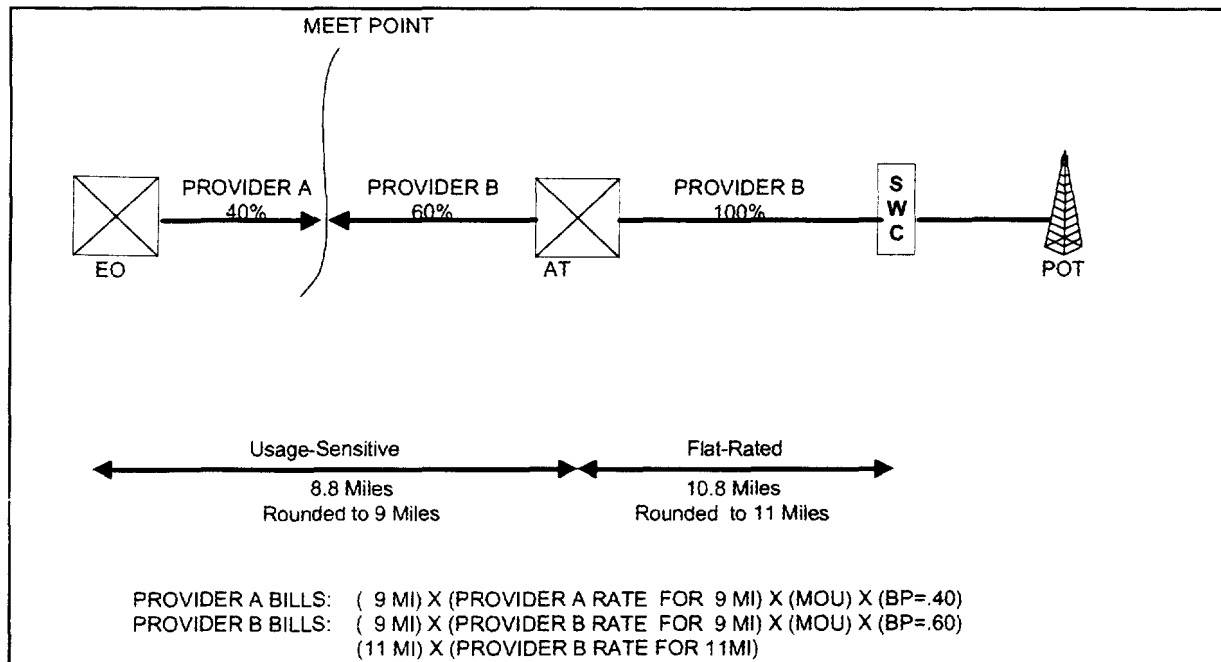 MEET POINT
PROVIDER A
40%
PROVIDER B
60%
PROVIDER B
100%
S
W
C
EO
AT
POT
Usage-Sensitive
Flat-Rated
8.8 Miles
Rounded to 9 Miles
10.8 Miles
Rounded to 11 Miles
PROVIDER A BILLS: ( 9 MI) X (PROVIDER A RATE FOR 9 MI) X (MOU) X (BP=.40)
PROVIDER B BILLS: ( 9 MI) X (PROVIDER B RATE FOR 9 MI) X (MOU) X (BP=.60)
(11 MI) X (PROVIDER B RATE FOR 11MI)